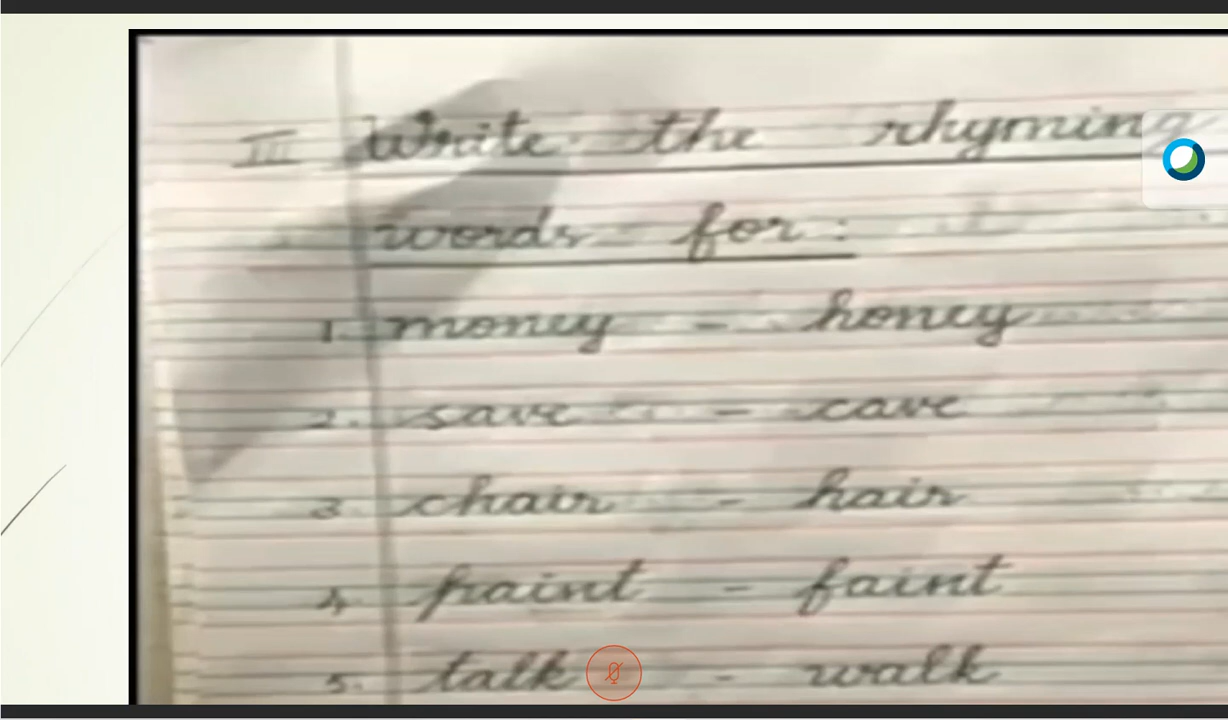 III Write the rhyming
words for:
1. money - honey
2. save - cave
3. chair - hair
4. paint - faint
5. talk - walk